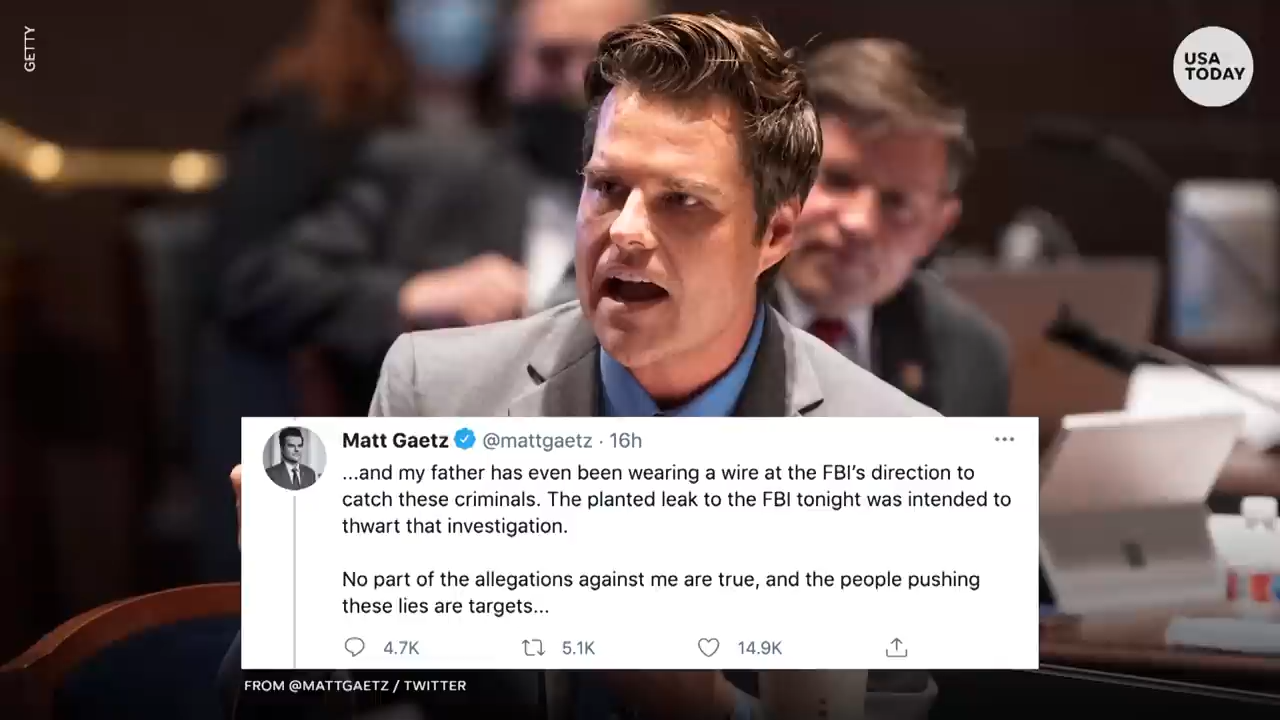 GETTY
USA
TODAY
Matt Gaetz @mattgaetz · 16h
...and my father has even been wearing a wire at the FBI’s direction to
catch these criminals. The planted leak to the FBI tonight was intended to
thwart that investigation.
No part of the allegations against me are true, and the people pushing
these lies are targets...
4.7K 5.1K 14.9K
FROM @MATTGAETZ / TWITTER